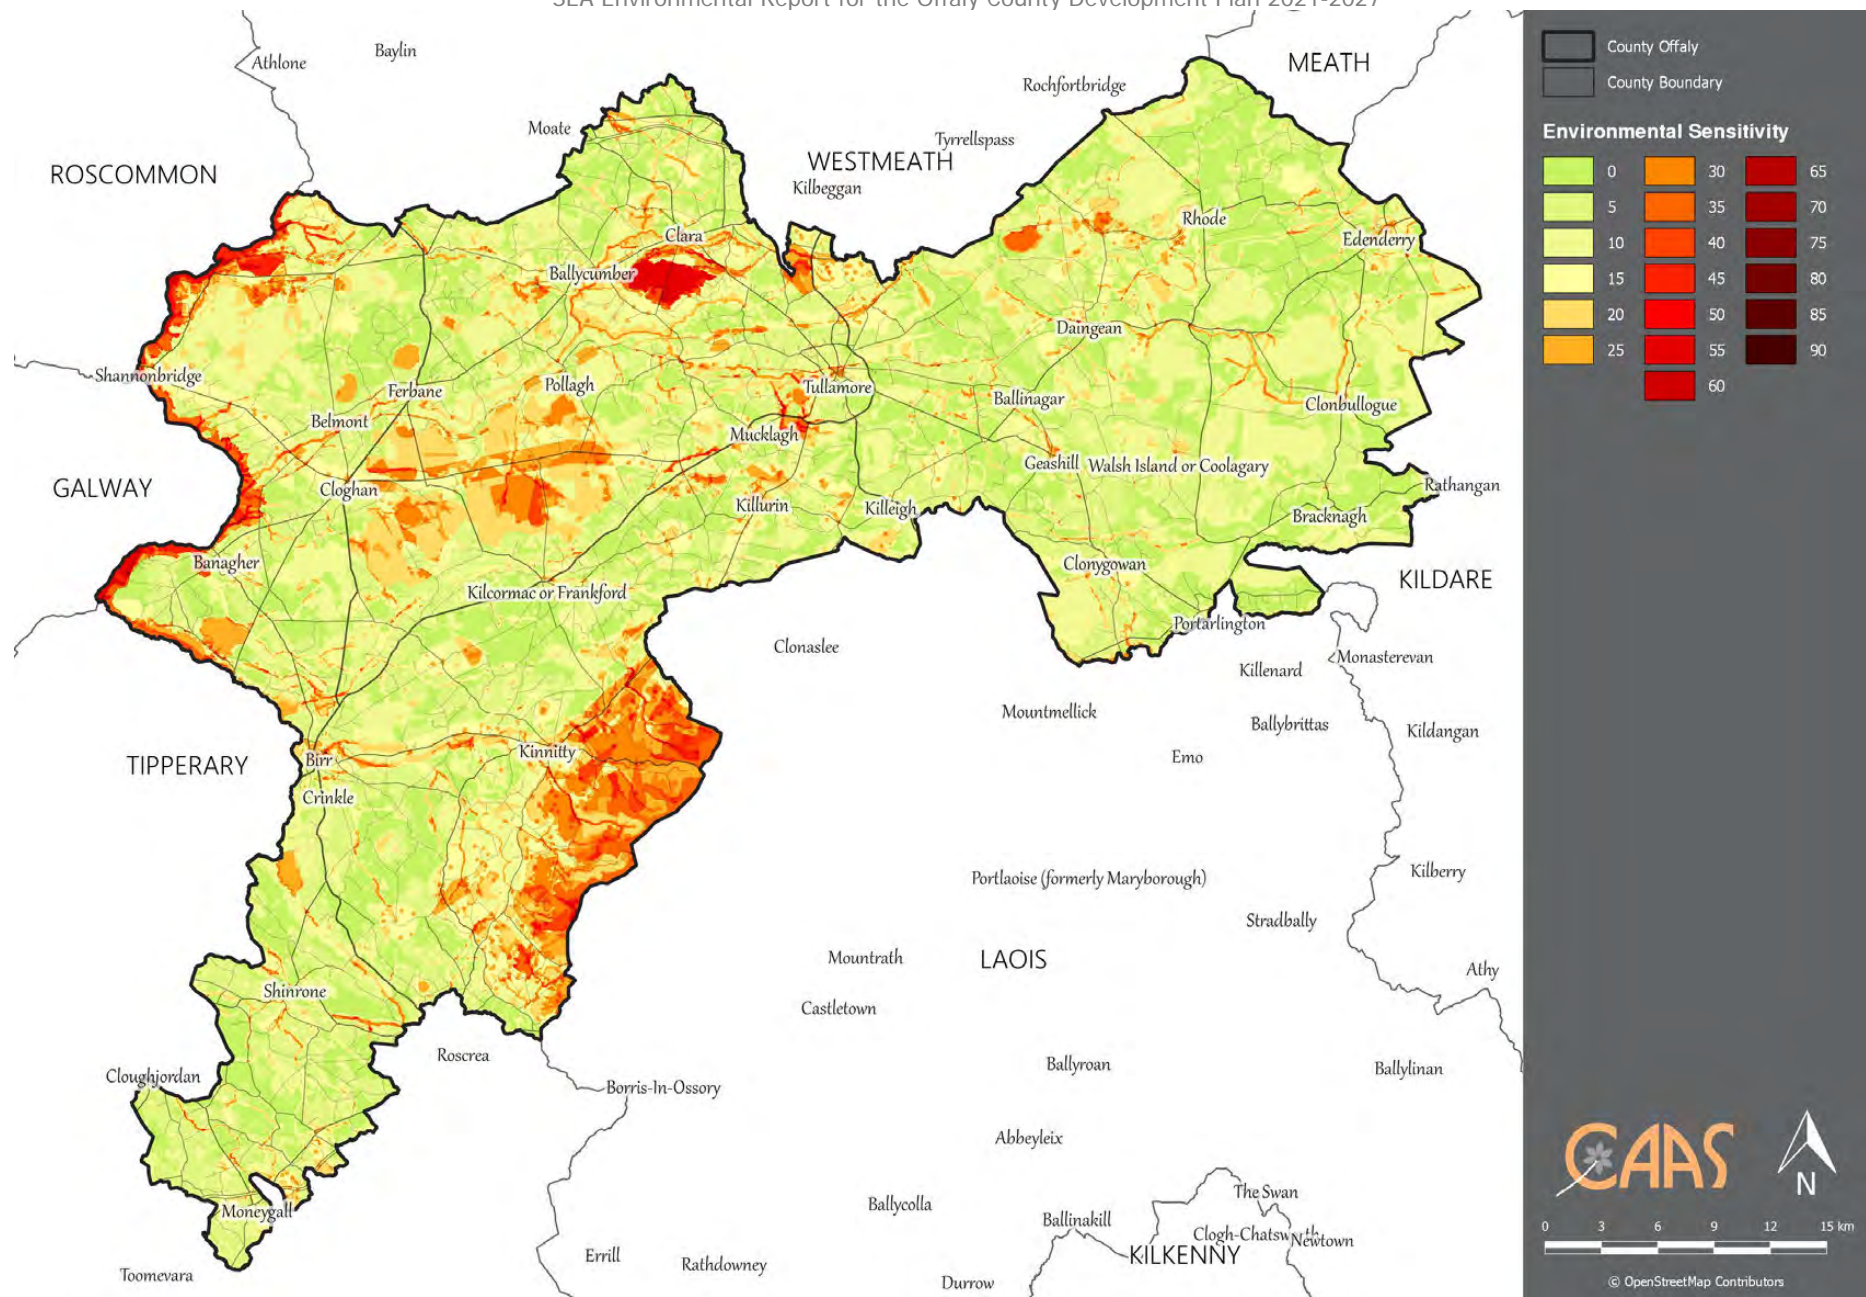 SEA Environmental Report for the Offaly County Development Plan 2021-2027
Athlone
Baylin
MEATH
Rochfortbridge
Moate
Tyrrellspass
WESTMEATH
ROSCOMMON
Kilbeggan
Rhode
Clara
Edenderry
Ballycumber
Daingean
Shannonbridge
Pollagh
Tullamore
Ferbane
Ballinagar
Clonbullogue
Belmont
Mucklagh
Geashill
Walsh Island or Coolagary
GALWAY
Cloghan
Rathangan
Killurin
Killeigh
Bracknagh
Banagher
Clonygowan
KILDARE
Kilcormac or Frankford
Portarlington
Clonaslee
Killenard
Monasterevan
Mountmellick
Ballybrittas
Kildangan
Kinnitty
Emo
TIPPERARY
Birr
Crinkle
Portlaoise (formerly Maryborough)
Kilberry
Stradbally
Mountrath
LAOIS
Athy
Shinrone
Castletown
Roscrea
Ballyroan
Ballylinan
Cloughjordan
Borris-In-Ossory
Abbeyleix
The Swan
Ballycolla
Moneygall
Ballinakill
Clogh-Chatsw th
Newtown
KILKENNY
Errill
Rathdowney
Toomevara
Durrow
County Offaly
County Boundary
Environmental Sensitivity
0 30 65
5 35 70
10 40 75
15 45 80
20 50 85
25 55 90
60
CAAS
N
0 3 6 9 12 15 km
© OpenStreetMap Contributors